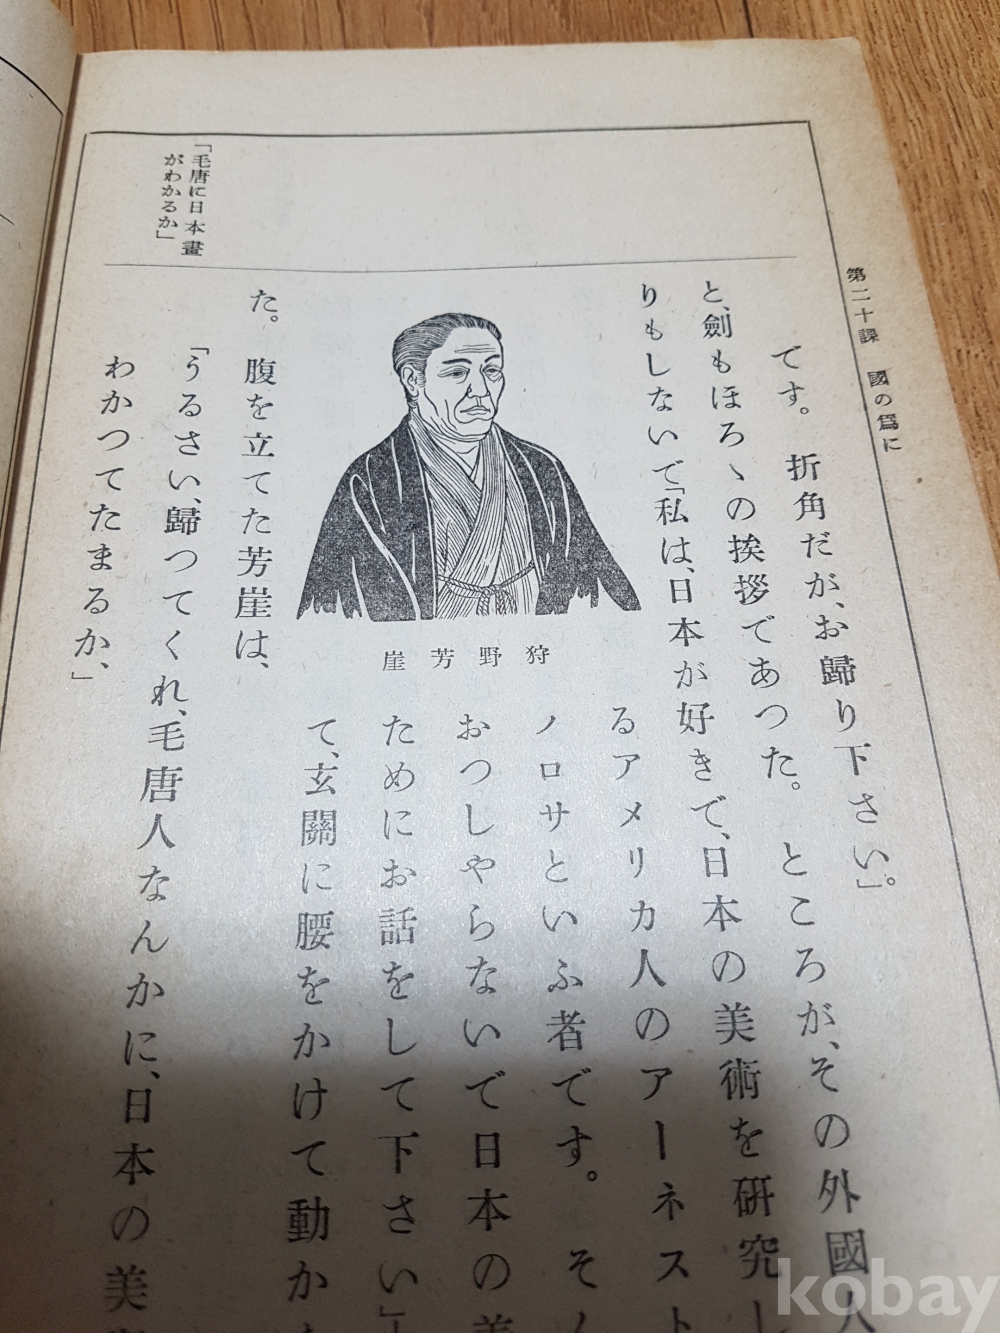 第二十課 國の爲に
です。折角だが、お歸り下さい。」ところが、その外國人
と、劍もほろゝの挨拶であつた。
りもしないで「私は、日本が好きで、日本の美術を研究し
るアメリカ人のアーネスト
ノロサといふ者です。そん
おつしやらないで日本の美
ために お話をして下さい」
て、玄關に腰をかけて動か
狩野芳崖
た。腹を立てた芳崖は、
「うるさい、歸つてくれ、毛唐人なんかに、日本の美
わかつてたまるか、」
「毛唐に日本畫
がわかるか」
kobay